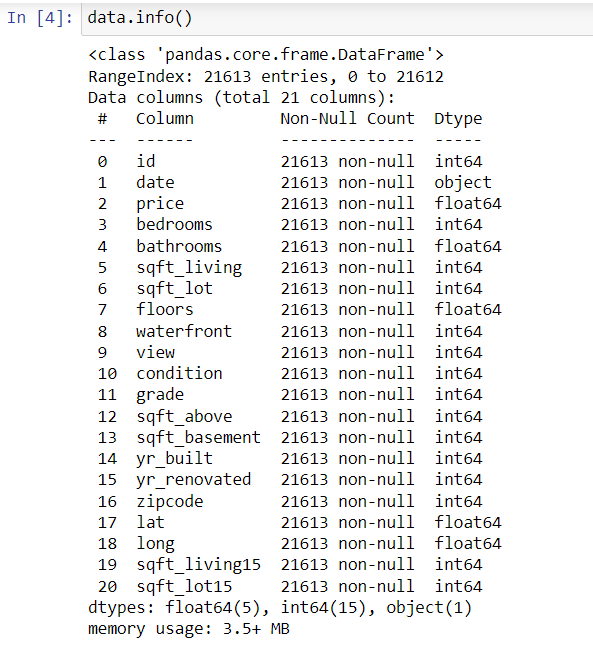 In [4]: data.info()
<class 'pandas.core.frame.DataFrame'>
RangeIndex: 21613 entries, 0 to 21612
Data columns (total 21 columns):
 #   Column         Non-Null Count  Dtype
---  ------         --------------  -----
 0   id             21613 non-null  int64
 1   date           21613 non-null  object
 2   price          21613 non-null  float64
 3   bedrooms       21613 non-null  int64
 4   bathrooms      21613 non-null  float64
 5   sqft_living    21613 non-null  int64
 6   sqft_lot       21613 non-null  int64
 7   floors         21613 non-null  float64
 8   waterfront     21613 non-null  int64
 9   view           21613 non-null  int64
 10  condition      21613 non-null  int64
 11  grade          21613 non-null  int64
 12  sqft_above     21613 non-null  int64
 13  sqft_basement  21613 non-null  int64
 14  yr_built       21613 non-null  int64
 15  yr_renovated   21613 non-null  int64
 16  zipcode        21613 non-null  int64
 17  lat            21613 non-null  float64
 18  long           21613 non-null  float64
 19  sqft_living15  21613 non-null  int64
 20  sqft_lot15     21613 non-null  int64
dtypes: float64(5), int64(15), object(1)
memory usage: 3.5+ MB